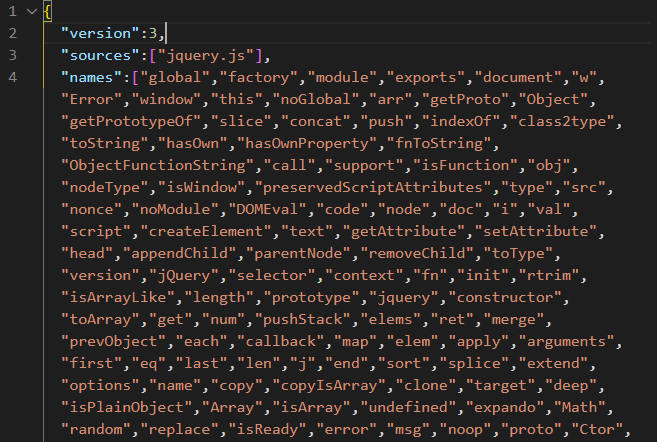 1 {
2 "version":3,
3 "sources":["jquery.js"],
4 "names":["global","factory","module","exports","document","w",
"Error","window","this","noGlobal","arr","getProto","Object",
"getPrototypeOf","slice","concat","push","indexOf","class2type",
"toString","hasOwn","hasOwnProperty","fnToString",
"ObjectFunctionString","call","support","isFunction","obj",
"nodeType","isWindow","preservedScriptAttributes","type","src",
"nonce","noModule","DOMEval","code","node","doc","i","val",
"script","createElement","text","getAttribute","setAttribute",
"head","appendChild","parentNode","removeChild","toType",
"version","jQuery","selector","context","fn","init","rtrim",
"isArrayLike","length","prototype","jquery","constructor",
"toArray","get","num","pushStack","elems","ret","merge",
"prevObject","each","callback","map","elem","apply","arguments",
"first","eq","last","len","j","end","sort","splice","extend",
"options","name","copy","copyIsArray","clone","target","deep",
"isPlainObject","Array","isArray","undefined","expando","Math",
"random","replace","isReady","error","msg","noop","proto","Ctor",